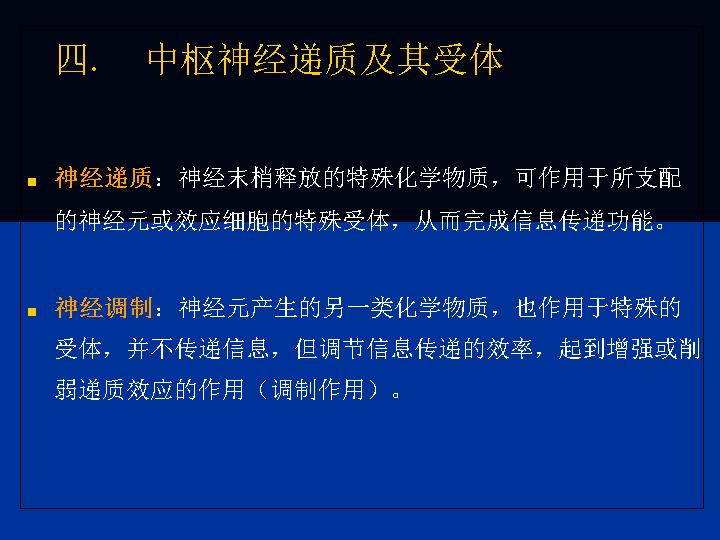 四.　中枢神经递质及其受体
神经递质：神经末梢释放的特殊化学物质，可作用于所支配
的神经元或效应细胞的特殊受体，从而完成信息传递功能。
神经调制：神经元产生的另一类化学物质，也作用于特殊的
受体，并不传递信息，但调节信息传递的效率，起到增强或削
弱递质效应的作用（调制作用）。